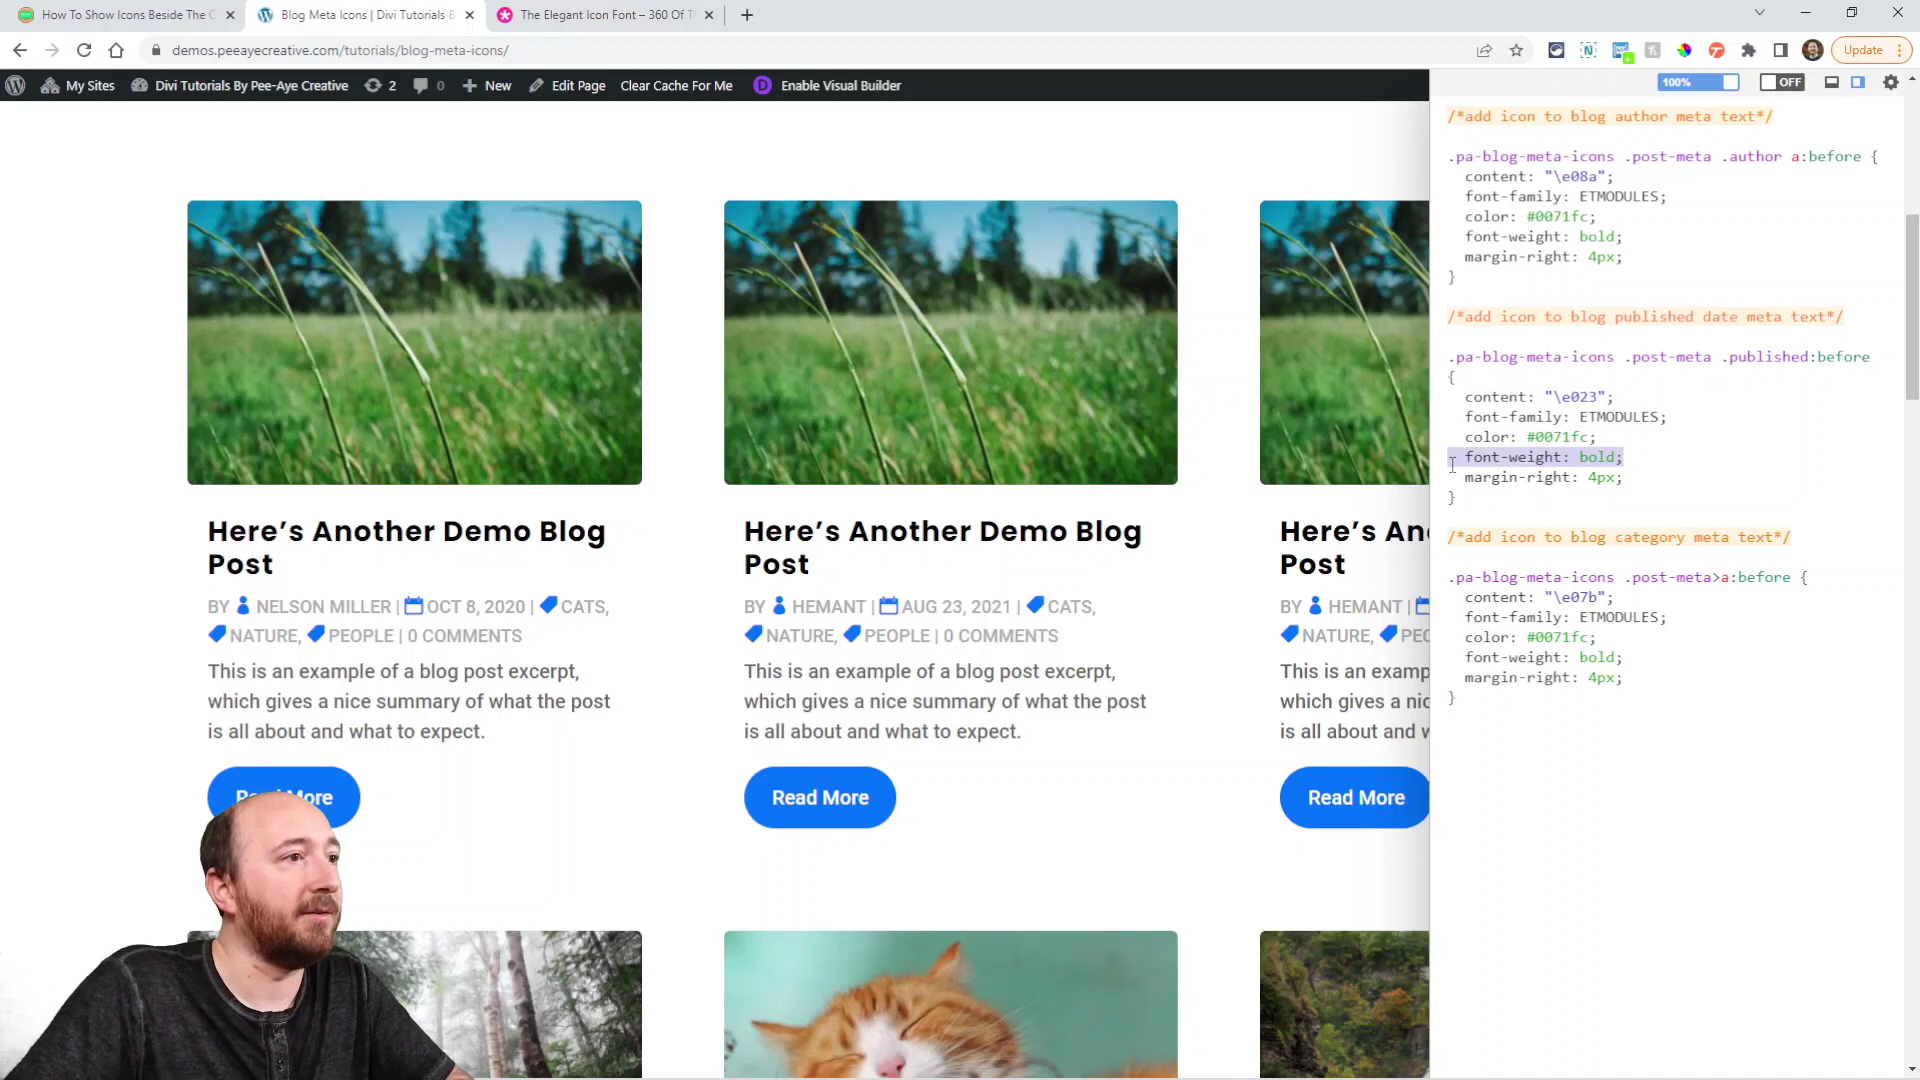 How To Show Icons Beside The
Blog Meta Icons | Divi Tutorials B
The Elegant Icon Font – 360 Of T
demos.peeayecreative.com/tutorials/blog-meta-icons/
Update
My Sites
Divi Tutorials By Pee-Aye Creative
2
0
New
Edit Page
Clear Cache For Me
Enable Visual Builder
100%
OFF
/*add icon to blog author meta text*/
.pa-blog-meta-icons .post-meta .author a:before {
content: "\e08a";
font-family: ETMODULES;
color: #0071fc;
font-weight: bold;
margin-right: 4px;
}
/*add icon to blog published date meta text*/
.pa-blog-meta-icons .post-meta .published:before
{
content: "\e023";
font-family: ETMODULES;
color: #0071fc;
font-weight: bold;
margin-right: 4px;
}
/*add icon to blog category meta text*/
.pa-blog-meta-icons .post-meta>a:before {
content: "\e07b";
font-family: ETMODULES;
color: #0071fc;
font-weight: bold;
margin-right: 4px;
}
Here’s Another Demo Blog
Post
BY NELSON MILLER | OCT 8, 2020 | CATS,
NATURE, PEOPLE | 0 COMMENTS
This is an example of a blog post excerpt,
which gives a nice summary of what the post
is all about and what to expect.
Read More
Here’s Another Demo Blog
Post
BY HEMANT | AUG 23, 2021 | CATS,
NATURE, PEOPLE | 0 COMMENTS
This is an example of a blog post excerpt,
which gives a nice summary of what the post
is all about and what to expect.
Read More
Here’s An
Post
BY HEMANT |
NATURE, PEO
This is an examp
which gives a nic
is all about and w
Read More